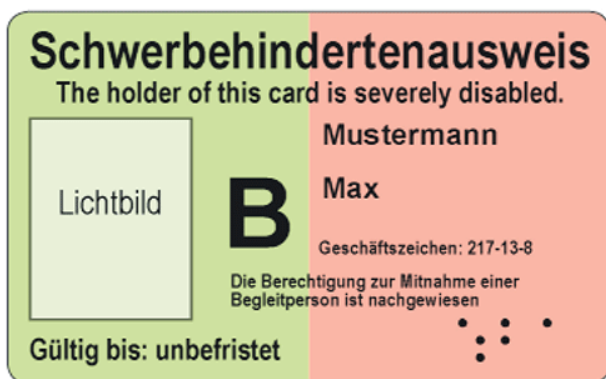 Schwerbehindertenausweis
The holder of this card is severely disabled.
Mustermann
Lichtbild
B
Max
Geschäftszeichen: 217-13-8
Die Berechtigung zur Mitnahme einer
Begleitperson ist nachgewiesen
Gültig bis: unbefristet